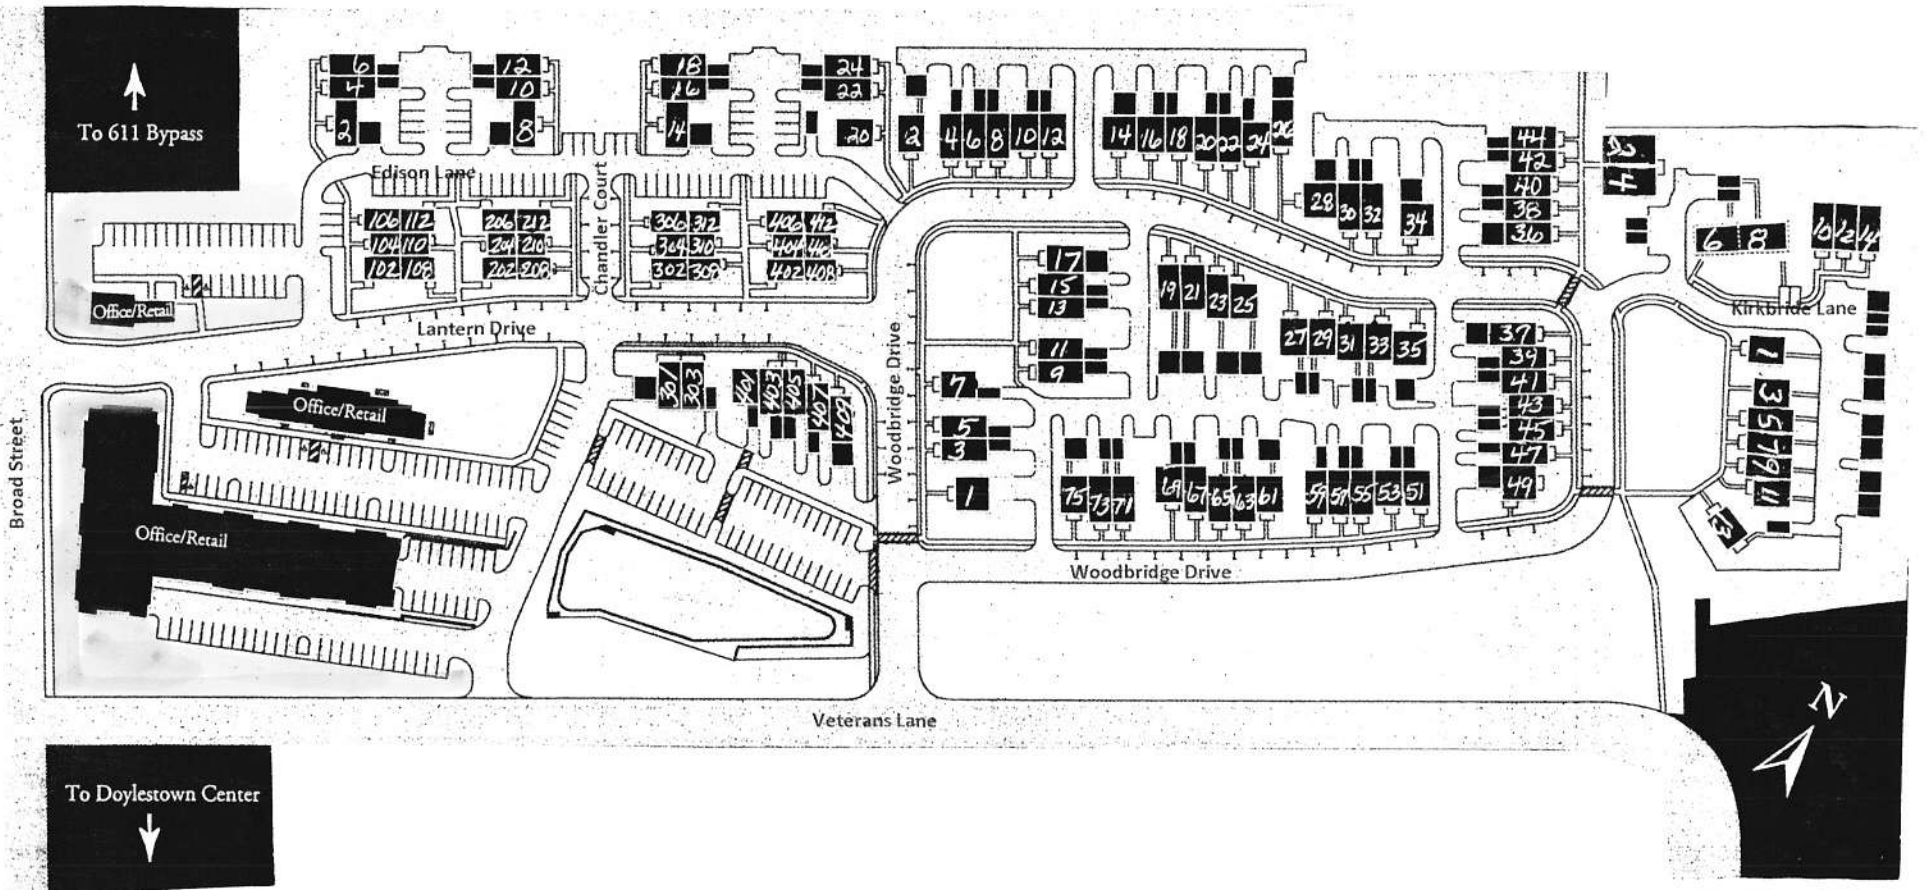 To 611 Bypass
6
4
2
12
10
8
18
16
14
24
22
20
Edison Lane
Chandler Court
106 112
104 110
102 108
206 212
204 210
202 208
306 312
304 310
302 308
406 412
404 410
402 408
Office/Retail
Lantern Drive
301 303
401 403 405 407 409
Office/Retail
Office/Retail
Broad Street
Woodbridge Drive
2
4 6 8
10 12
14 16 18
20 22 24 26
28 30 32 34
44
42
40
38
36
4
6 8
10 12 14
Kirkbride Lane
17
15
13
11
9
7
5
3
1
19 21 23 25
27 29 31 33 35
37
39
41
43
45
47
49
75 73 71
69 67 65 63 61
59 57 55 53 51
1
3
5
7
9
11
13
Woodbridge Drive
Veterans Lane
N
To Doylestown Center